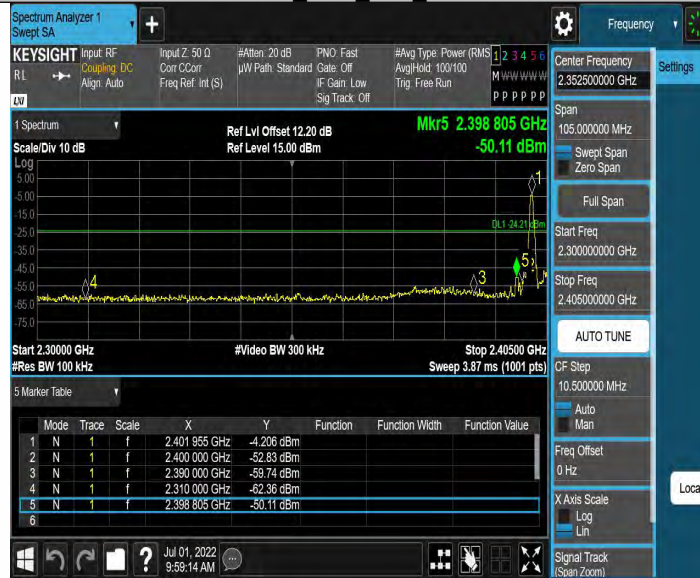 Spectrum Analyzer 1
Swept SA
Frequency
KEYSIGHT
RL
LXI
Input: RF
Coupling: DC
Align: Auto
Input Z: 50 Ω
Corr CCorr
Freq Ref: Int (S)
#Atten: 20 dB
µW Path: Standard
PNO: Fast
Gate: Off
IF Gain: Low
Sig Track: Off
#Avg Type: Power (RMS
Avg|Hold: 100/100
Trig: Free Run
1 2 3 4 5 6
M W W W W W
P P P P P P
1 Spectrum
Scale/Div 10 dB
Ref Lvl Offset 12.20 dB
Ref Level 15.00 dBm
Mkr5 2.398 805 GHz
-50.11 dBm
Log
5.00
-5.00
-15.0
-25.0
-35.0
-45.0
-55.0
-65.0
-75.0
1
DL1 -24.21 dBm
5
3
4
Start 2.30000 GHz
#Video BW 300 kHz
Stop 2.40500 GHz
#Res BW 100 kHz
Sweep 3.87 ms (1001 pts)
5 Marker Table
Mode Trace Scale X Y Function Function Width Function Value
1 N 1 f 2.401 955 GHz -4.206 dBm
2 N 1 f 2.400 000 GHz -52.83 dBm
3 N 1 f 2.390 000 GHz -59.74 dBm
4 N 1 f 2.310 000 GHz -62.36 dBm
5 N 1 f 2.398 805 GHz -50.11 dBm
6
Jul 01, 2022
9:59:14 AM
Center Frequency
2.352500000 GHz
Settings
Span
105.000000 MHz
Swept Span
Zero Span
Full Span
Start Freq
2.300000000 GHz
Stop Freq
2.405000000 GHz
AUTO TUNE
CF Step
10.500000 MHz
Auto
Man
Freq Offset
0 Hz
Loca
X Axis Scale
Log
Lin
Signal Track
(Span Zoom)